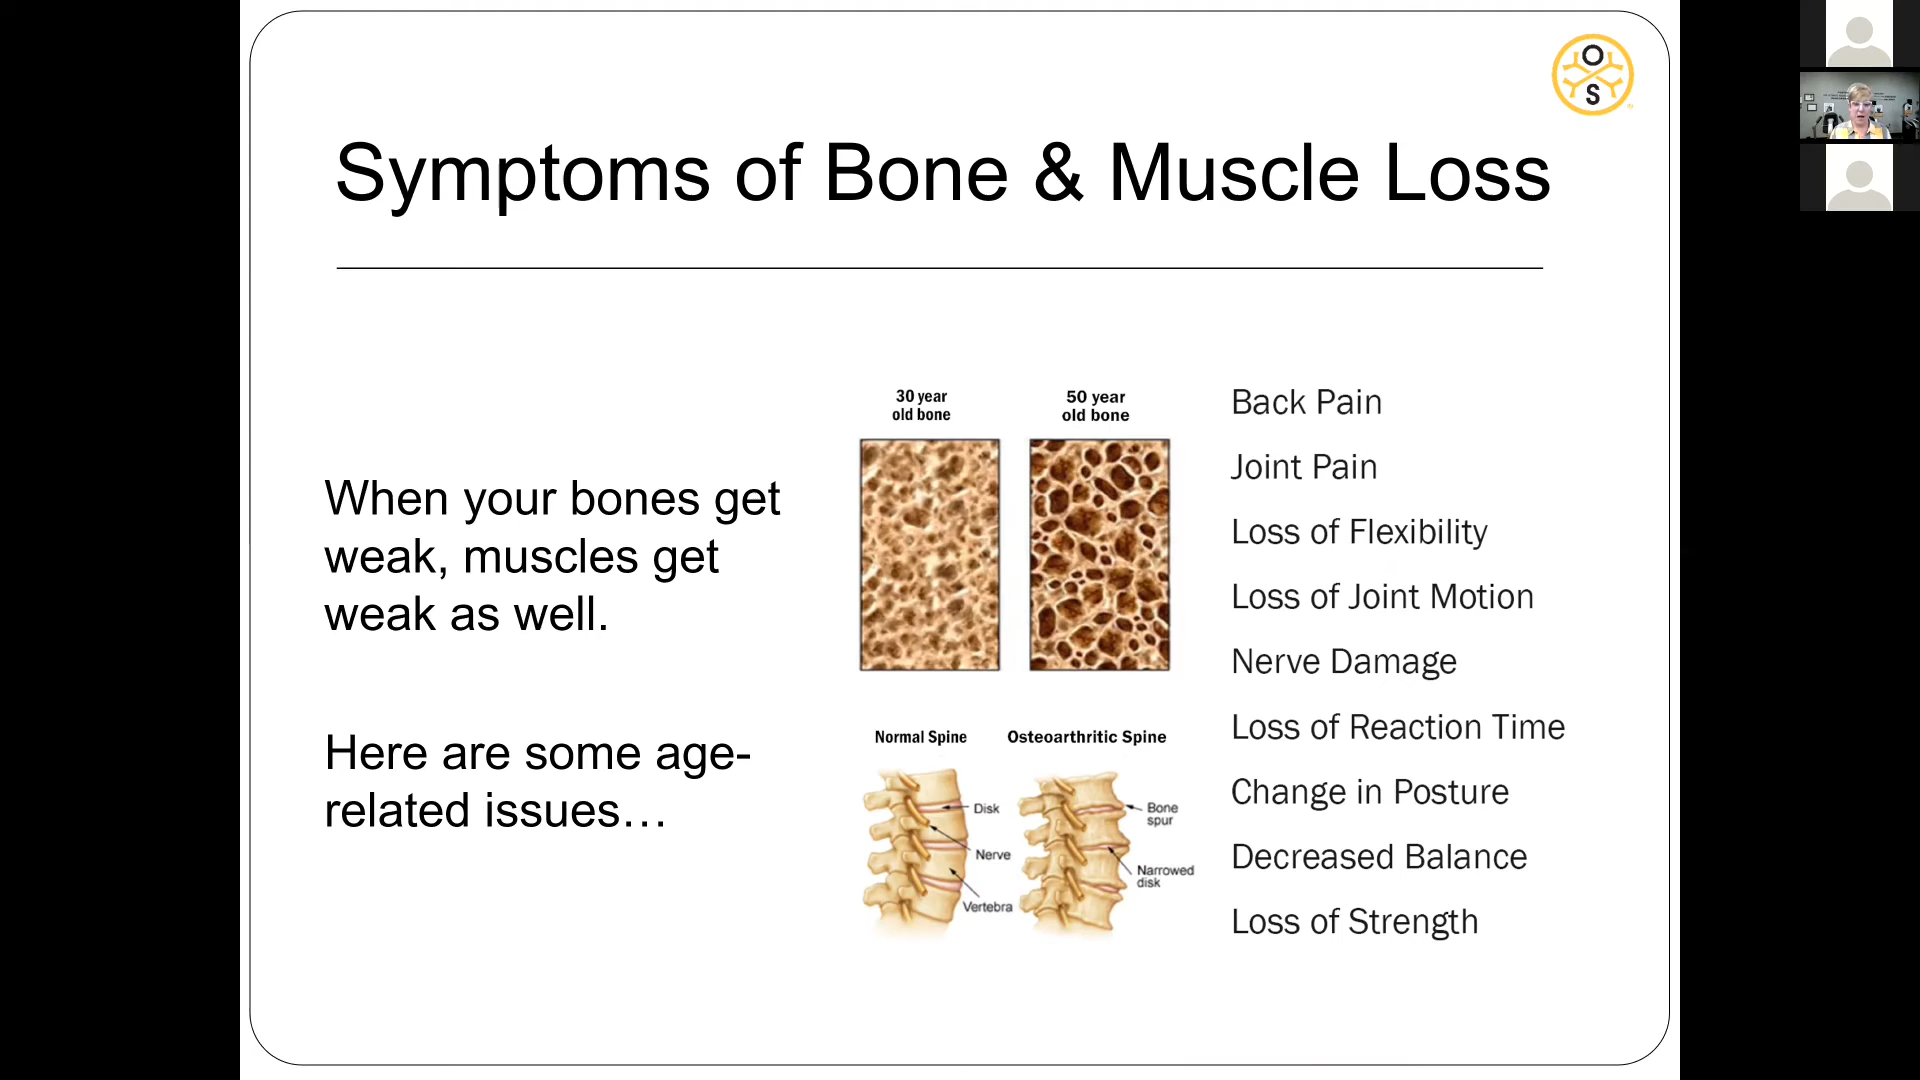 O
S
Symptoms of Bone & Muscle Loss
When your bones get
weak, muscles get
weak as well.
Here are some age-
related issues…
30 year
old bone
50 year
old bone
Normal Spine
Osteoarthritic Spine
Disk
Nerve
Vertebra
Bone
spur
Narrowed
disk
Back Pain
Joint Pain
Loss of Flexibility
Loss of Joint Motion
Nerve Damage
Loss of Reaction Time
Change in Posture
Decreased Balance
Loss of Strength